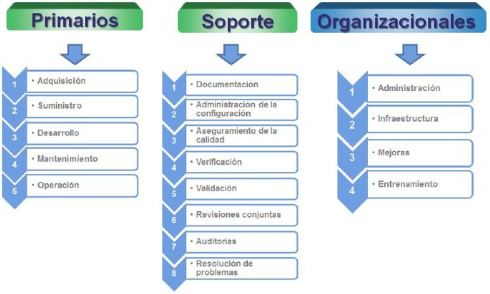 Primarios
1 • Adquisición
2 • Suministro
3 • Desarrollo
4 • Mantenimiento
5 • Operación
Soporte
1 • Documentación
2 • Administración de la
configuración
3 • Aseguramiento de la
calidad
4 • Verificación
5 • Validación
6 • Revisiones conjuntas
7 • Auditorías
8 • Resolución de
problemas
Organizacionales
1 • Administración
2 • Infraestructura
3 • Mejoras
4 • Entrenamiento